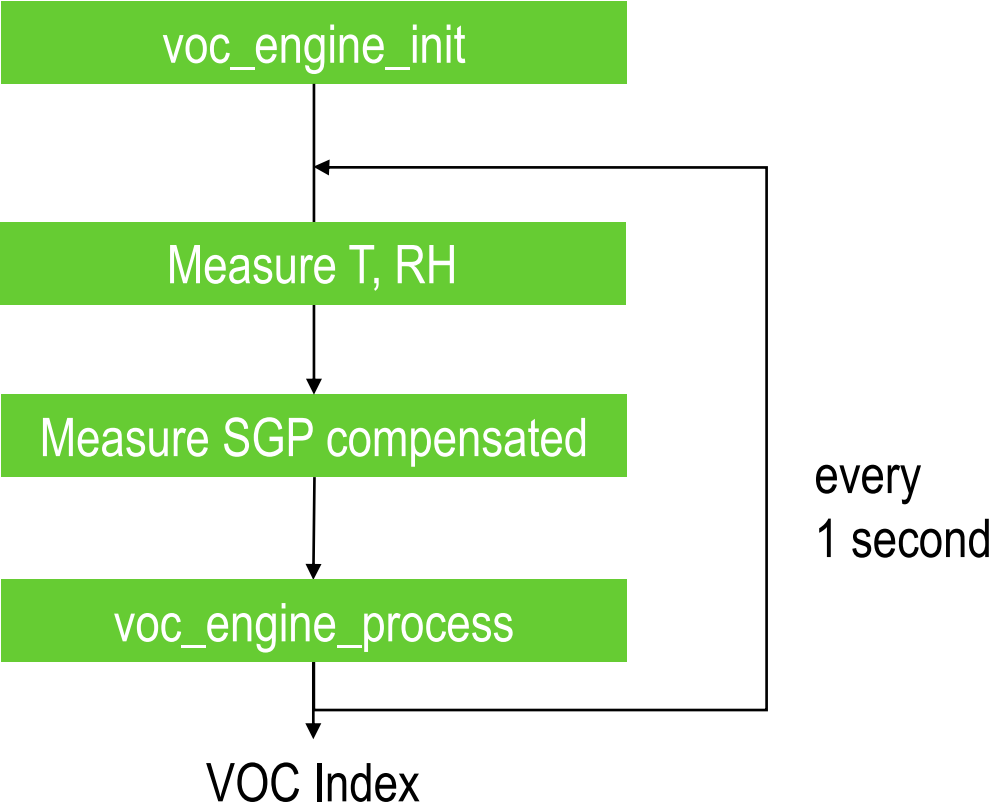 voc_engine_init
Measure T, RH
Measure SGP compensated
every
1 second
voc_engine_process
VOC Index